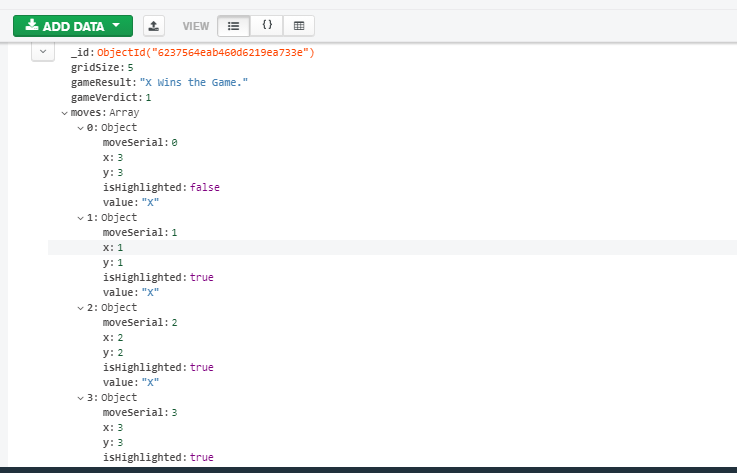 ADD DATA VIEW { }
_id: ObjectId("6237564eab460d6219ea733e")
gridSize: 5
gameResult: "X Wins the Game."
gameVerdict: 1
moves: Array
0: Object
moveSerial: 0
x: 3
y: 3
isHighlighted: false
value: "X"
1: Object
moveSerial: 1
x: 1
y: 1
isHighlighted: true
value: "X"
2: Object
moveSerial: 2
x: 2
y: 2
isHighlighted: true
value: "X"
3: Object
moveSerial: 3
x: 3
y: 3
isHighlighted: true